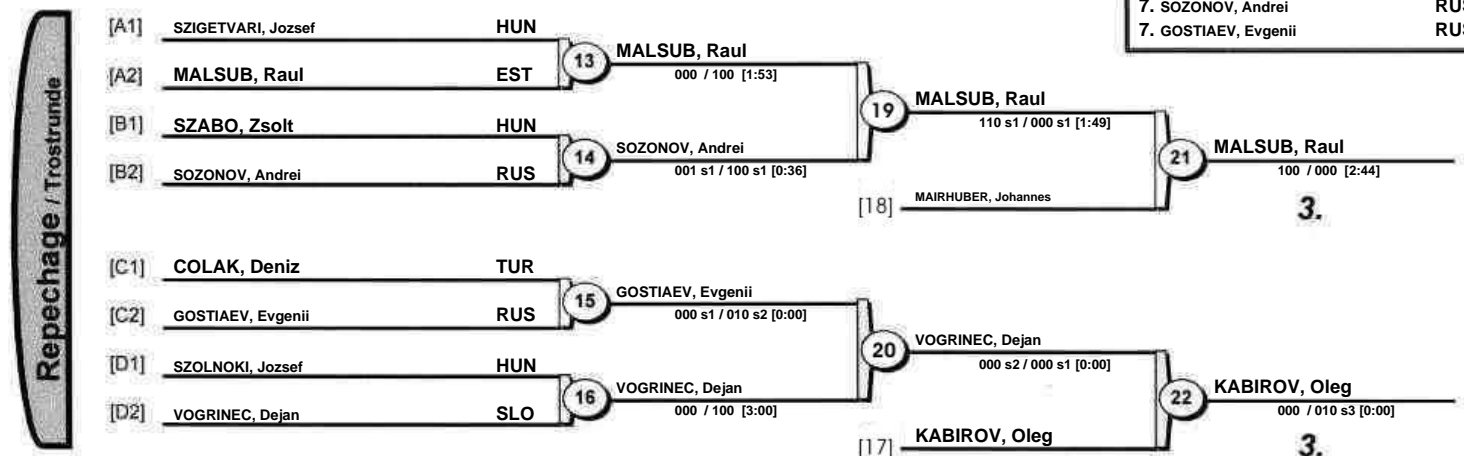 7. SOZONOV, Andrei RUS
7. GOSTIAEV, Evgenii RUS
Repechage / Trostrunde
[A1] SZIGETVARI, Jozsef HUN
[A2] MALSUB, Raul EST
[B1] SZABO, Zsolt HUN
[B2] SOZONOV, Andrei RUS
13 MALSUB, Raul
000 / 100 [1:53]
14 SOZONOV, Andrei
001 s1 / 100 s1 [0:36]
19 MALSUB, Raul
110 s1 / 000 s1 [1:49]
[18] MAIRHUBER, Johannes
21 MALSUB, Raul
100 / 000 [2:44]
3.
[C1] COLAK, Deniz TUR
[C2] GOSTIAEV, Evgenii RUS
[D1] SZOLNOKI, Jozsef HUN
[D2] VOGRINEC, Dejan SLO
15 GOSTIAEV, Evgenii
000 s1 / 010 s2 [0:00]
16 VOGRINEC, Dejan
000 / 100 [3:00]
20 VOGRINEC, Dejan
000 s2 / 000 s1 [0:00]
[17] KABIROV, Oleg
22 KABIROV, Oleg
000 / 010 s3 [0:00]
3.